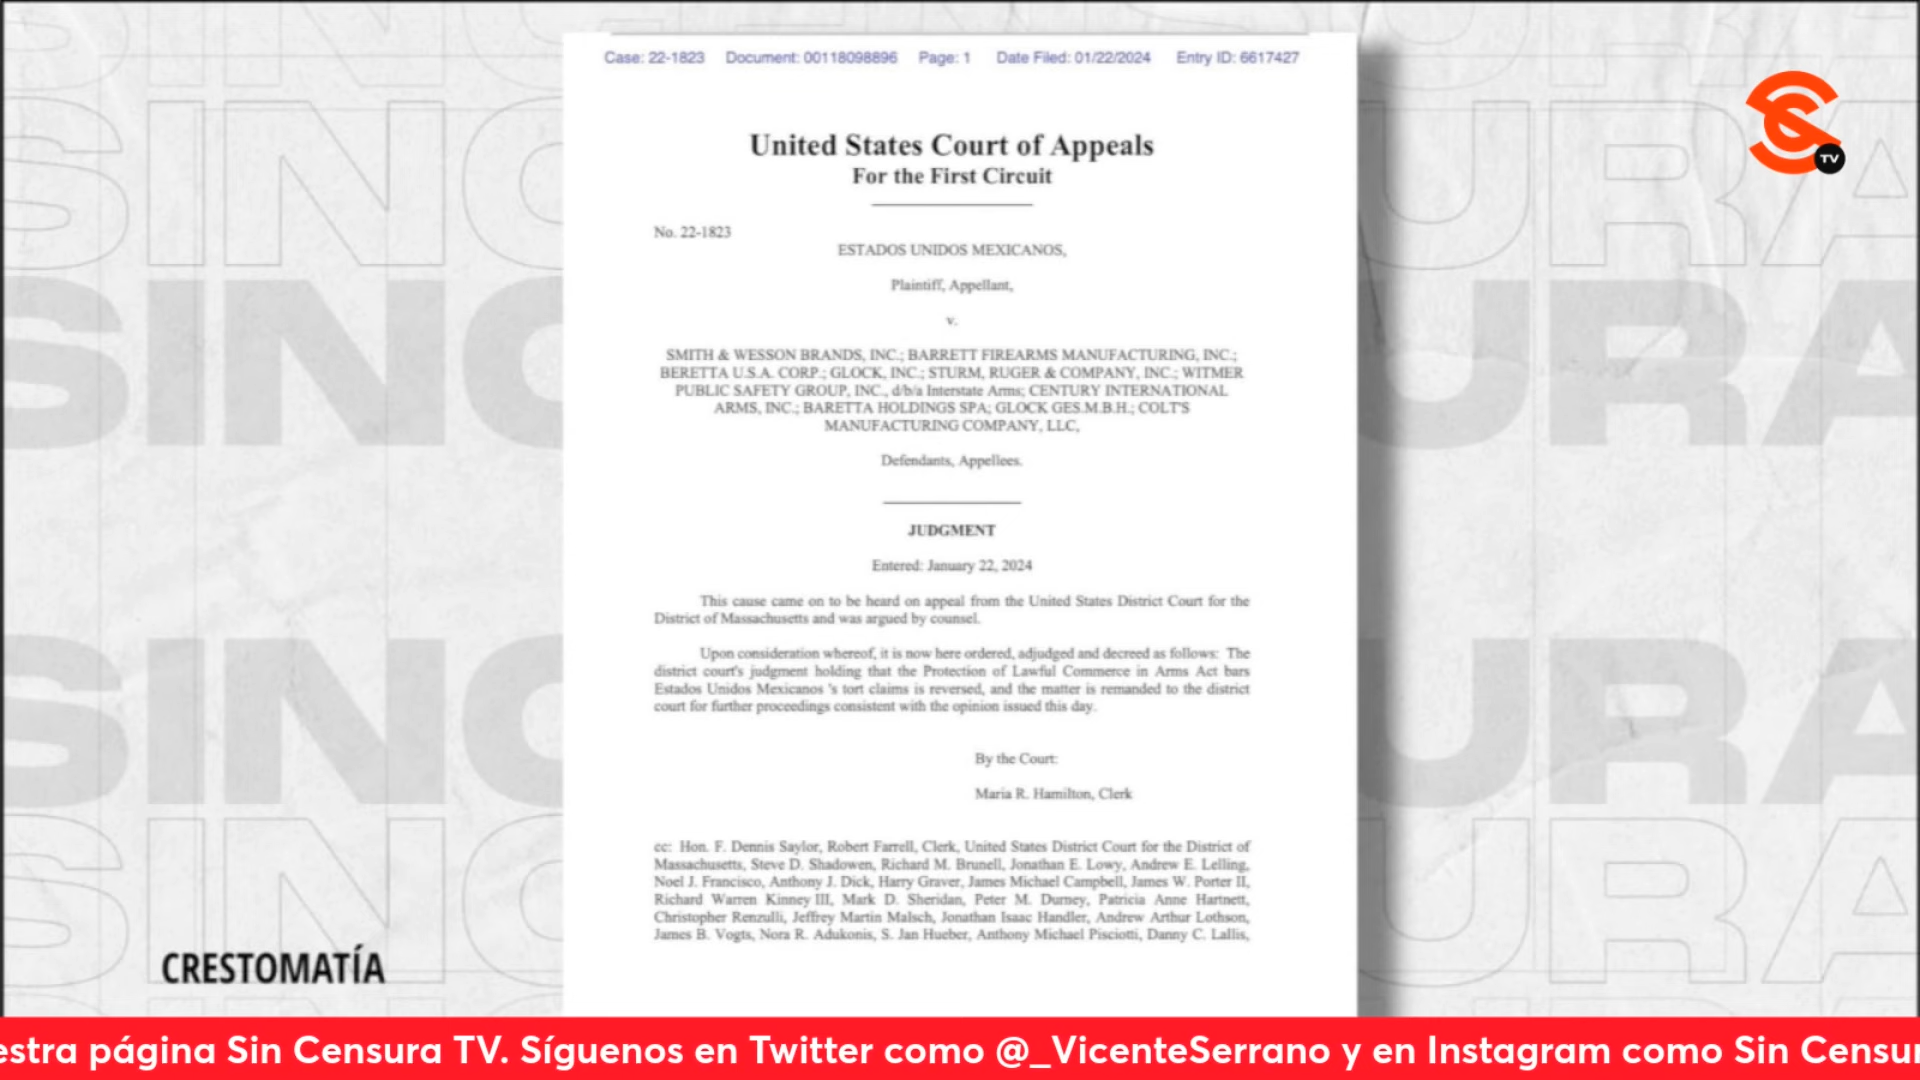 Case: 22-1823 Document: 00118098896 Page: 1 Date Filed: 01/22/2024 Entry ID: 6617427
United States Court of Appeals
For the First Circuit
No. 22-1823
ESTADOS UNIDOS MEXICANOS,
Plaintiff, Appellant,
v.
SMITH & WESSON BRANDS, INC.; BARRETT FIREARMS MANUFACTURING, INC.;
BERETTA U.S.A. CORP.; GLOCK, INC.; STURM, RUGER & COMPANY, INC.; WITMER
PUBLIC SAFETY GROUP, INC., d/b/a Interstate Arms; CENTURY INTERNATIONAL
ARMS, INC.; BARETTA HOLDINGS SPA; GLOCK GES.M.B.H.; COLT'S
MANUFACTURING COMPANY, LLC,
Defendants, Appellees.
JUDGMENT
Entered: January 22, 2024
This cause came on to be heard on appeal from the United States District Court for the
District of Massachusetts and was argued by counsel.
Upon consideration whereof, it is now here ordered, adjudged and decreed as follows: The
district court's judgment holding that the Protection of Lawful Commerce in Arms Act bars
Estados Unidos Mexicanos 's tort claims is reversed, and the matter is remanded to the district
court for further proceedings consistent with the opinion issued this day.
By the Court:
Maria R. Hamilton, Clerk
cc: Hon. F. Dennis Saylor, Robert Farrell, Clerk, United States District Court for the District of
Massachusetts, Steve D. Shadowen, Richard M. Brunell, Jonathan E. Lowy, Andrew E. Lelling,
Noel J. Francisco, Anthony J. Dick, Harry Graver, James Michael Campbell, James W. Porter II,
Richard Warren Kinney III, Mark D. Sheridan, Peter M. Durney, Patricia Anne Hartnett,
Christopher Renzulli, Jeffrey Martin Malsch, Jonathan Isaac Handler, Andrew Arthur Lothson,
James B. Vogts, Nora R. Adukonis, S. Jan Hueber, Anthony Michael Pisciotti, Danny C. Lallis,
TV
SINC URA
SINC URA
SINC URA
SINC URA
CRESTOMATÍA
estra página Sin Censura TV. Síguenos en Twitter como @_VicenteSerrano y en Instagram como Sin Censur